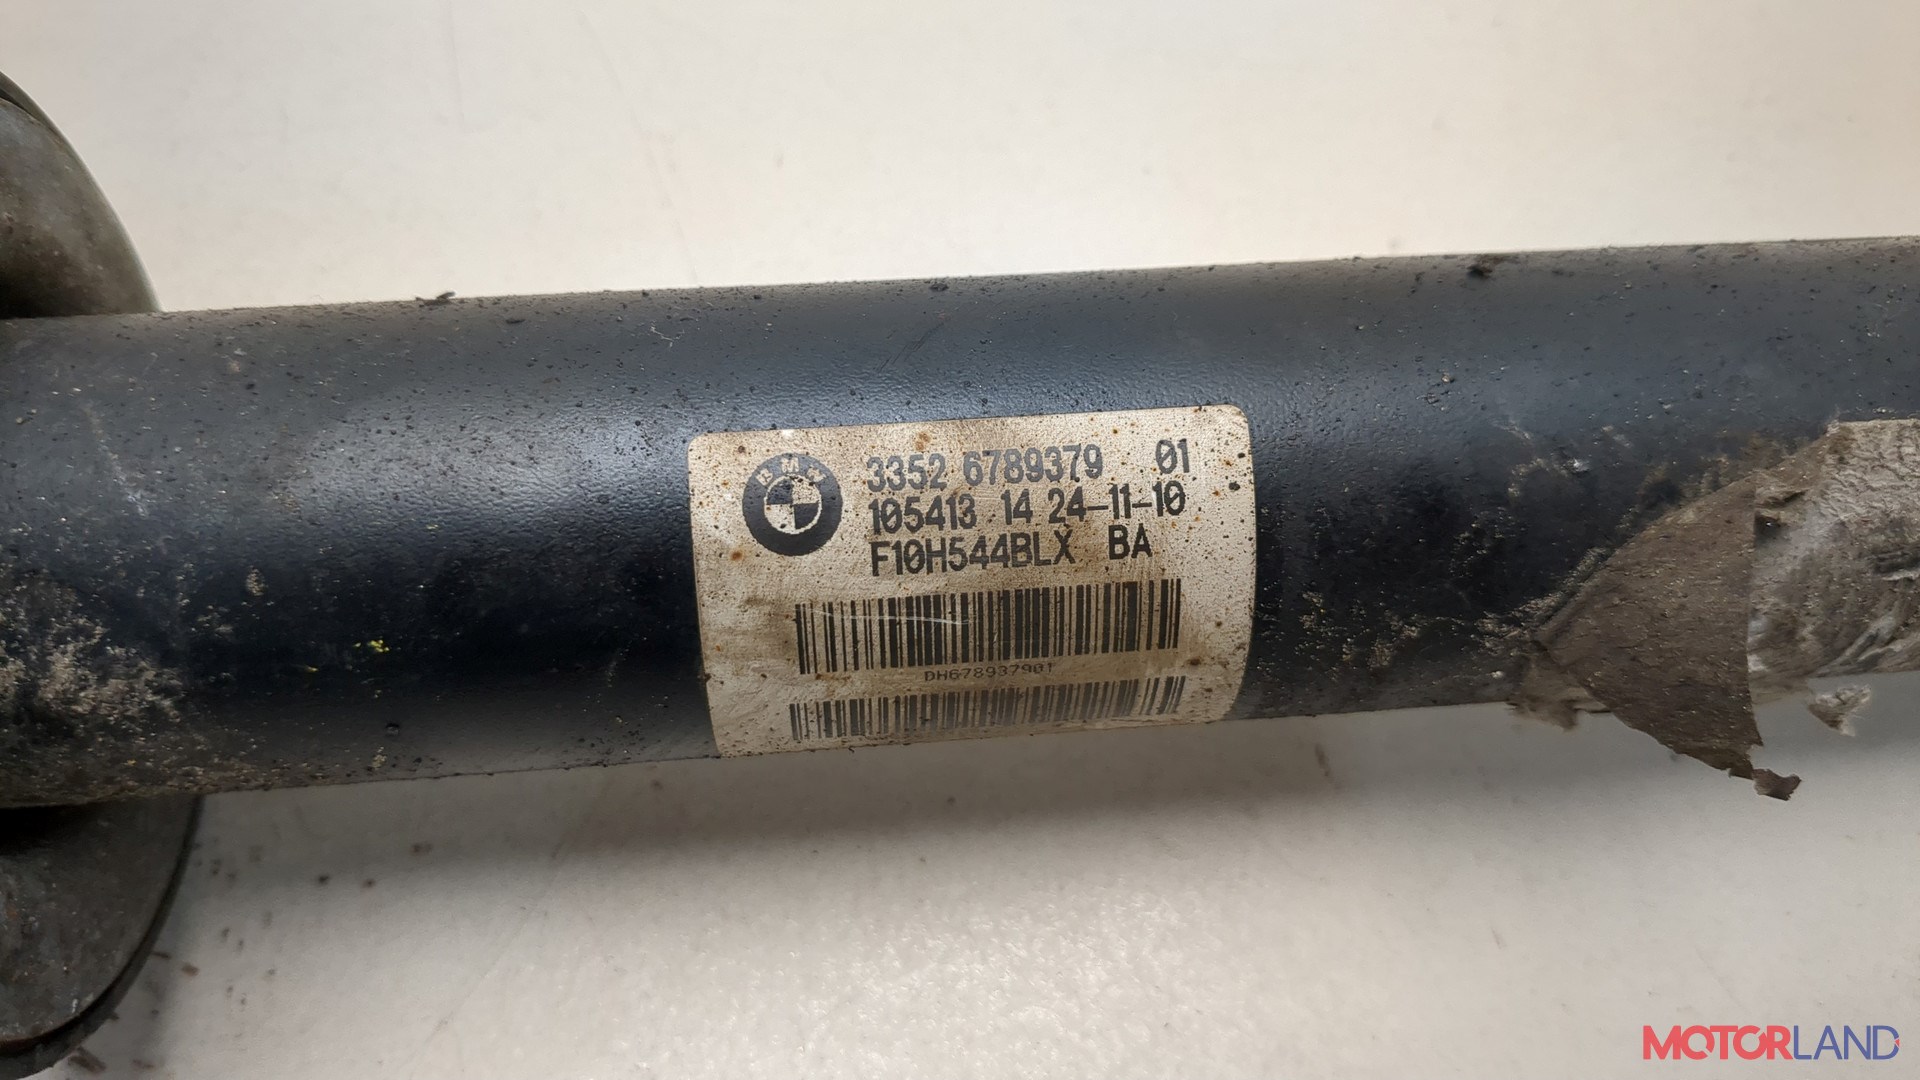 BMW
3352 6789379 01
105413 14 24-11-10
F10H544BLX BA
DH678937901
MOTORLAND